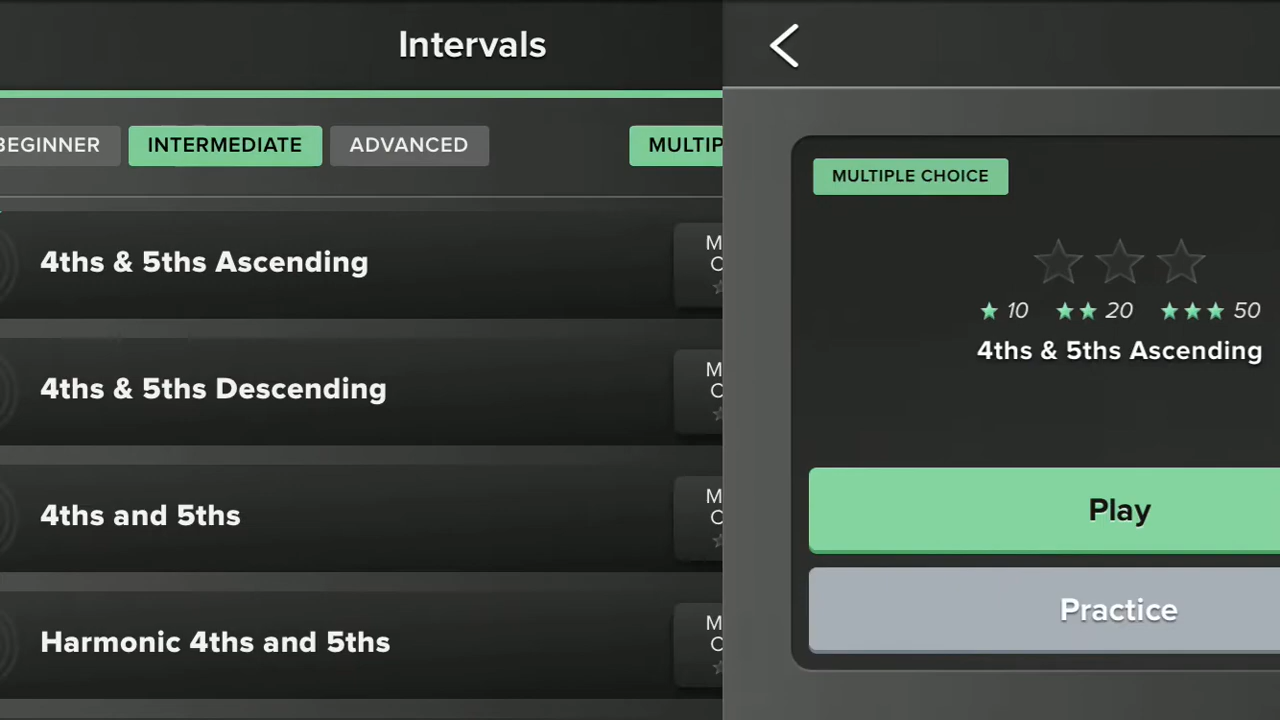 Intervals
BEGINNER
INTERMEDIATE
ADVANCED
MULTIP
4ths & 5ths Ascending
M
C
4ths & 5ths Descending
M
C
4ths and 5ths
M
C
Harmonic 4ths and 5ths
M
C
MULTIPLE CHOICE
10 20 50
4ths & 5ths Ascending
Play
Practice